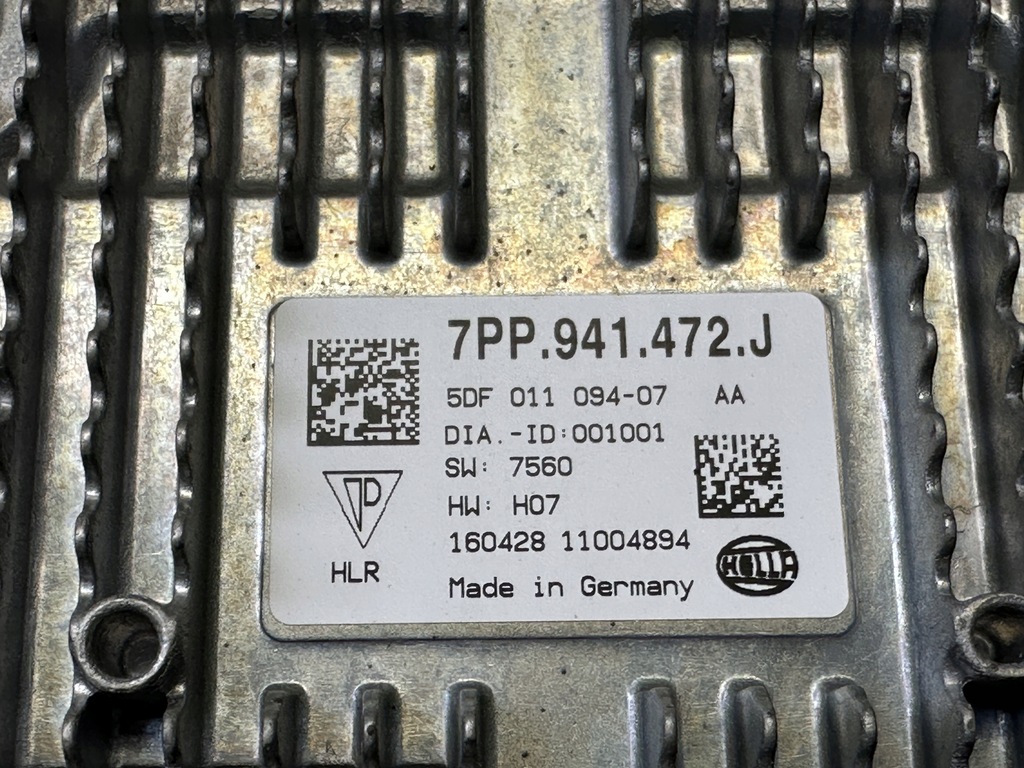 7PP.941.472.J
5DF 011 094-07 AA
DIA.-ID:001001
SW: 7560
HW: H07
160428 11004894
Made in Germany
HLR
HELLA